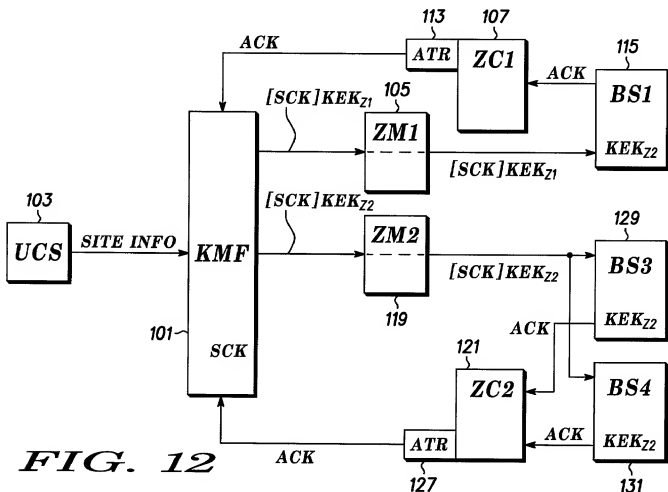 113
107
ACK
ATR
ZC1
115
ACK
BS1
KEK_Z2
[SCK]KEK_Z1
105
ZM1
[SCK]KEK_Z1
103
UCS
SITE INFO
KMF
SCK
101
[SCK]KEK_Z2
ZM2
119
[SCK]KEK_Z2
129
BS3
KEK_Z2
ACK
121
ZC2
BS4
KEK_Z2
131
ACK
ATR
127
ACK
FIG. 12